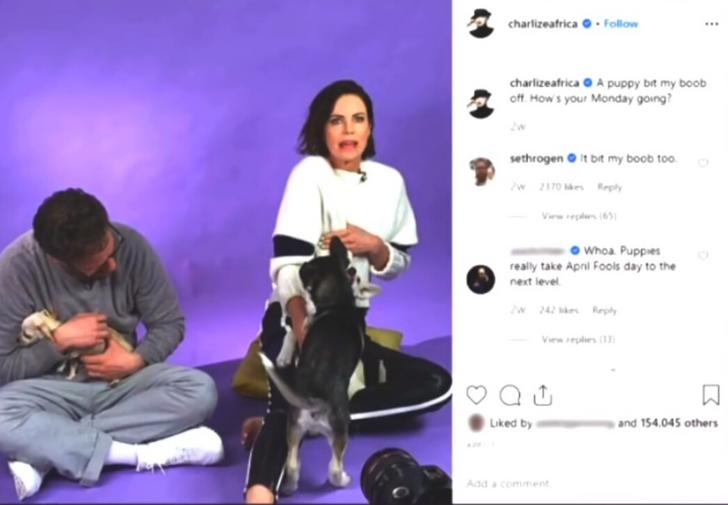 charlizeafrica • Follow
charlizeafrica A puppy bit my boob
off. How's your Monday going?
2w
sethrogen It bit my boob too.
2w 2370 likes Reply
View replies (65)
Whoa. Puppies
really take April Fools day to the
next level.
2w 242 likes Reply
View replies (13)
Liked by and 154,045 others
Add a comment